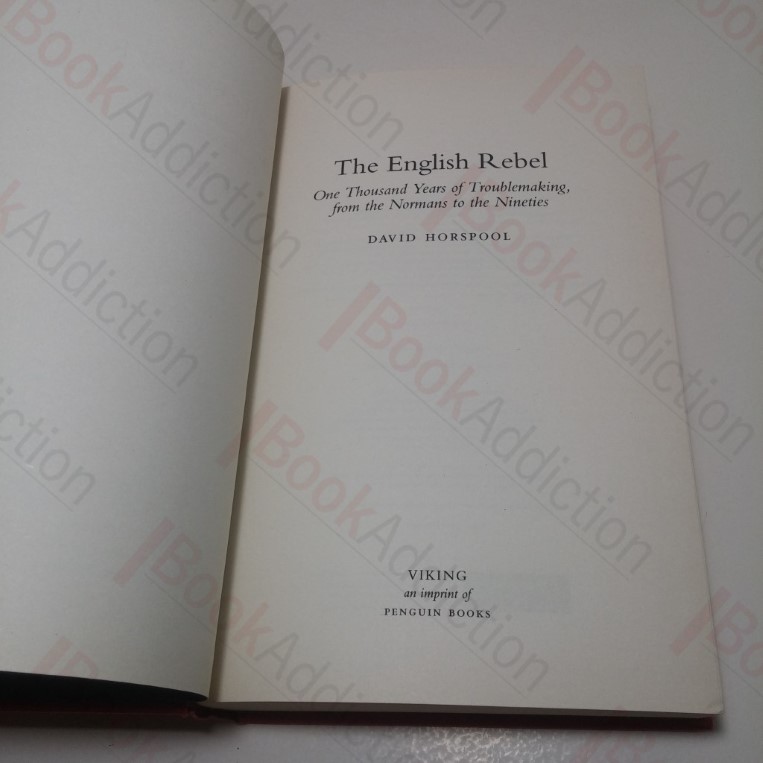 The English Rebel
One Thousand Years of Troublemaking,
from the Normans to the Nineties
DAVID HORSPOOL
VIKING
an imprint of
PENGUIN BOOKS
BookAddiction